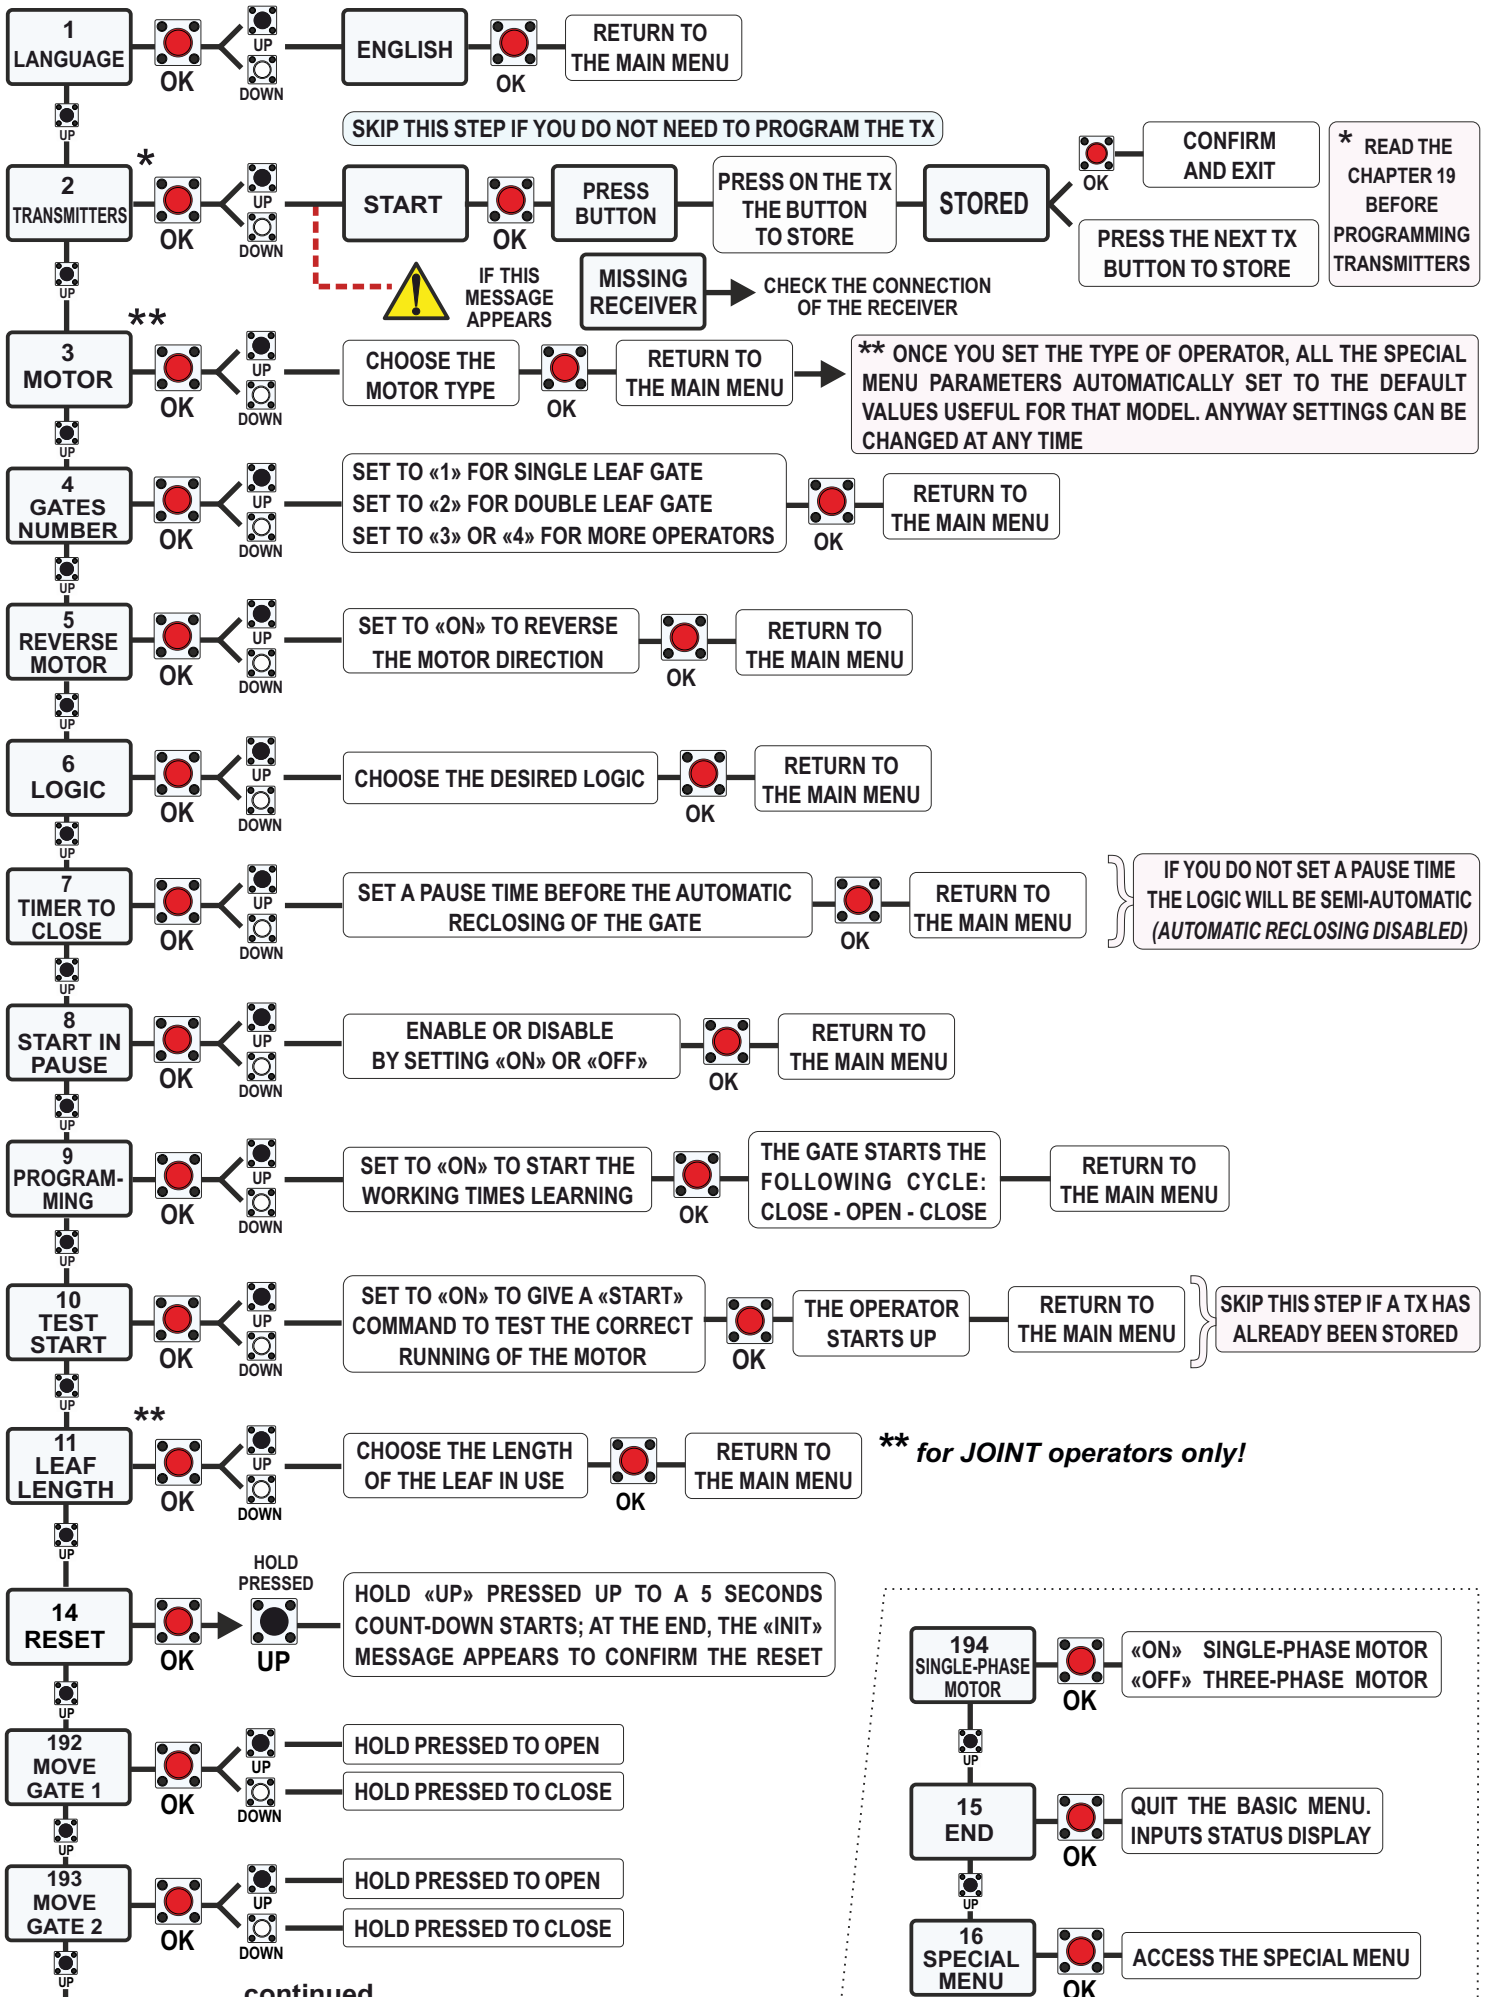 1
LANGUAGE
OK
UP
DOWN
ENGLISH
OK
RETURN TO
THE MAIN MENU
UP
SKIP THIS STEP IF YOU DO NOT NEED TO PROGRAM THE TX
2
TRANSMITTERS
*
OK
UP
DOWN
START
OK
PRESS
BUTTON
PRESS ON THE TX
THE BUTTON
TO STORE
STORED
OK
CONFIRM
AND EXIT
PRESS THE NEXT TX
BUTTON TO STORE
* READ THE
CHAPTER 19
BEFORE
PROGRAMMING
TRANSMITTERS
IF THIS
MESSAGE
APPEARS
MISSING
RECEIVER
CHECK THE CONNECTION
OF THE RECEIVER
UP
3
MOTOR
**
OK
UP
DOWN
CHOOSE THE
MOTOR TYPE
OK
RETURN TO
THE MAIN MENU
** ONCE YOU SET THE TYPE OF OPERATOR, ALL THE SPECIAL
MENU PARAMETERS AUTOMATICALLY SET TO THE DEFAULT
VALUES USEFUL FOR THAT MODEL. ANYWAY SETTINGS CAN BE
CHANGED AT ANY TIME
UP
4
GATES
NUMBER
OK
UP
DOWN
SET TO «1» FOR SINGLE LEAF GATE
SET TO «2» FOR DOUBLE LEAF GATE
SET TO «3» OR «4» FOR MORE OPERATORS
OK
RETURN TO
THE MAIN MENU
UP
5
REVERSE
MOTOR
OK
UP
DOWN
SET TO «ON» TO REVERSE
THE MOTOR DIRECTION
OK
RETURN TO
THE MAIN MENU
UP
6
LOGIC
OK
UP
DOWN
CHOOSE THE DESIRED LOGIC
OK
RETURN TO
THE MAIN MENU
UP
7
TIMER TO
CLOSE
OK
UP
DOWN
SET A PAUSE TIME BEFORE THE AUTOMATIC
RECLOSING OF THE GATE
OK
RETURN TO
THE MAIN MENU
IF YOU DO NOT SET A PAUSE TIME
THE LOGIC WILL BE SEMI-AUTOMATIC
(AUTOMATIC RECLOSING DISABLED)
UP
8
START IN
PAUSE
OK
UP
DOWN
ENABLE OR DISABLE
BY SETTING «ON» OR «OFF»
OK
RETURN TO
THE MAIN MENU
UP
9
PROGRAM-
MING
OK
UP
DOWN
SET TO «ON» TO START THE
WORKING TIMES LEARNING
OK
THE GATE STARTS THE
FOLLOWING CYCLE:
CLOSE - OPEN - CLOSE
RETURN TO
THE MAIN MENU
UP
10
TEST
START
OK
UP
DOWN
SET TO «ON» TO GIVE A «START»
COMMAND TO TEST THE CORRECT
RUNNING OF THE MOTOR
OK
THE OPERATOR
STARTS UP
RETURN TO
THE MAIN MENU
SKIP THIS STEP IF A TX HAS
ALREADY BEEN STORED
UP
11
LEAF
LENGTH
**
OK
UP
DOWN
CHOOSE THE LENGTH
OF THE LEAF IN USE
OK
RETURN TO
THE MAIN MENU
** for JOINT operators only!
UP
14
RESET
OK
HOLD
PRESSED
UP
HOLD «UP» PRESSED UP TO A 5 SECONDS
COUNT-DOWN STARTS; AT THE END, THE «INIT»
MESSAGE APPEARS TO CONFIRM THE RESET
UP
192
MOVE
GATE 1
OK
UP
DOWN
HOLD PRESSED TO OPEN
HOLD PRESSED TO CLOSE
UP
193
MOVE
GATE 2
OK
UP
DOWN
HOLD PRESSED TO OPEN
HOLD PRESSED TO CLOSE
UP
continued
194
SINGLE-PHASE
MOTOR
OK
«ON» SINGLE-PHASE MOTOR
«OFF» THREE-PHASE MOTOR
UP
15
END
OK
QUIT THE BASIC MENU.
INPUTS STATUS DISPLAY
UP
16
SPECIAL
MENU
OK
ACCESS THE SPECIAL MENU